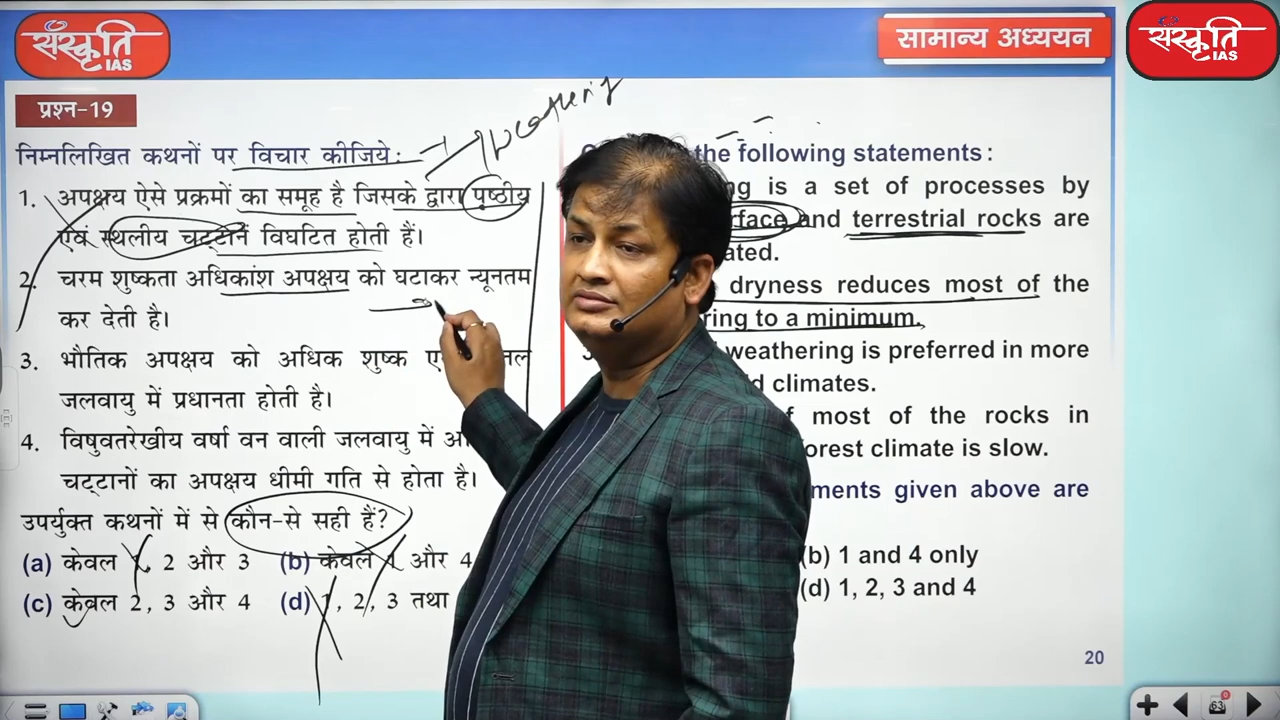 संस्कृति
IAS
सामान्य अध्ययन
संस्कृति
IAS
प्रश्न-19
weathering
निम्नलिखित कथनों पर विचार कीजिये:
1. अपक्षय ऐसे प्रक्रमों का समूह है जिसके द्वारा पृष्ठीय
एवं स्थलीय चट्टानें विघटित होती हैं।
2. चरम शुष्कता अधिकांश अपक्षय को घटाकर न्यूनतम
कर देती है।
3. भौतिक अपक्षय को अधिक शुष्क
जलवायु में प्रधानता होती है।
4. विषुवतरेखीय वर्षा वन वाली जलवायु में
चट्टानों का अपक्षय धीमी गति से होता है।
उपर्युक्त कथनों में से कौन-से सही हैं?
(a) केवल 1, 2 और 3 (b) केवल 1 और 4
(c) केवल 2, 3 और 4 (d) 1, 2, 3 तथा
the following statements:
is a set of processes by
and terrestrial rocks are
dryness reduces most of the
to a minimum.
weathering is preferred in more
climates.
most of the rocks in
climate is slow.
given above are
(b) 1 and 4 only
(d) 1, 2, 3 and 4
20
63